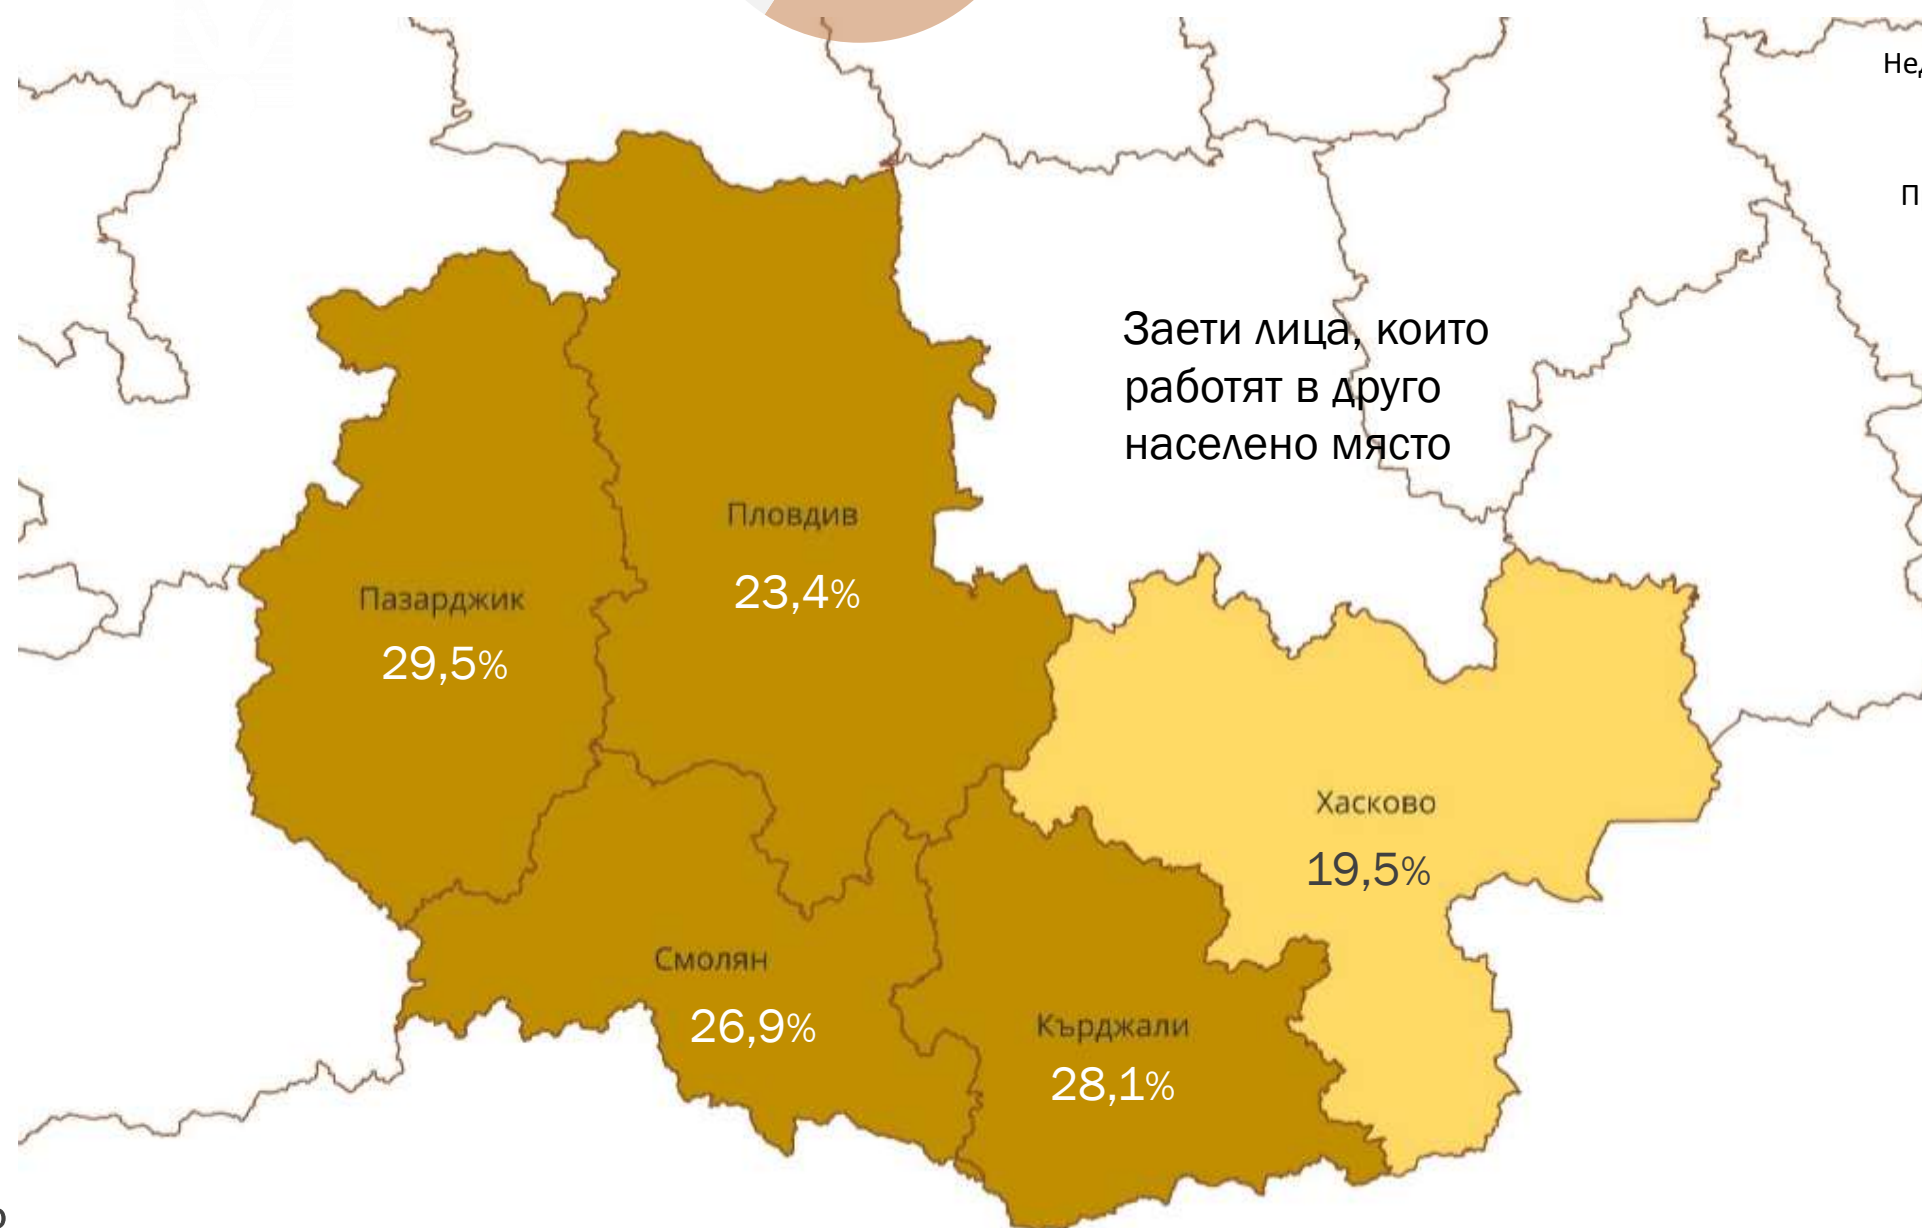 Заети лица, които
работят в друго
населено място
Пловдив
23,4%
Пазарджик
29,5%
Хасково
19,5%
Смолян
26,9%
Кърджали
28,1%